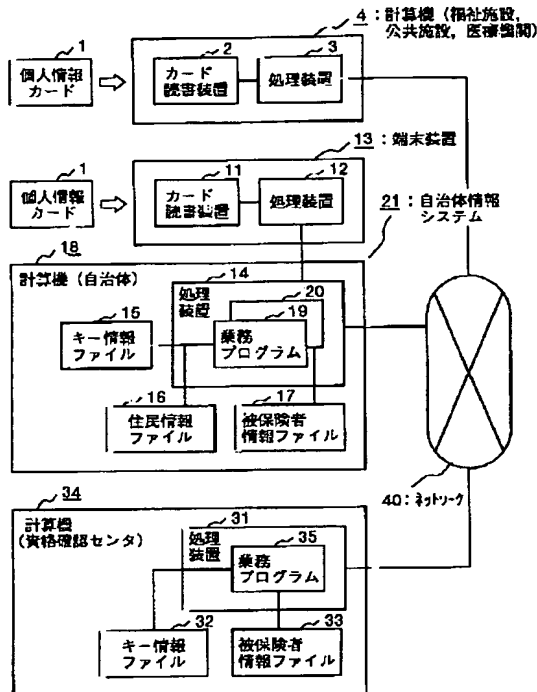 4：計算機（福祉施設，
公共施設，医療機関）
1
個人情報
カード
2
カード
読書装置
3
処理装置
13：端末装置
1
個人情報
カード
11
カード
読書装置
12
処理装置
21：自治体情報
システム
18
計算機（自治体）
14
処理
装置
20
19
業務
プログラム
15
キー情報
ファイル
16
住民情報
ファイル
17
被保険者
情報ファイル
40：ネットワーク
34
計算機
（資格確認センタ）
31
処理
装置
35
業務
プログラム
32
キー情報
ファイル
33
被保険者
情報ファイル